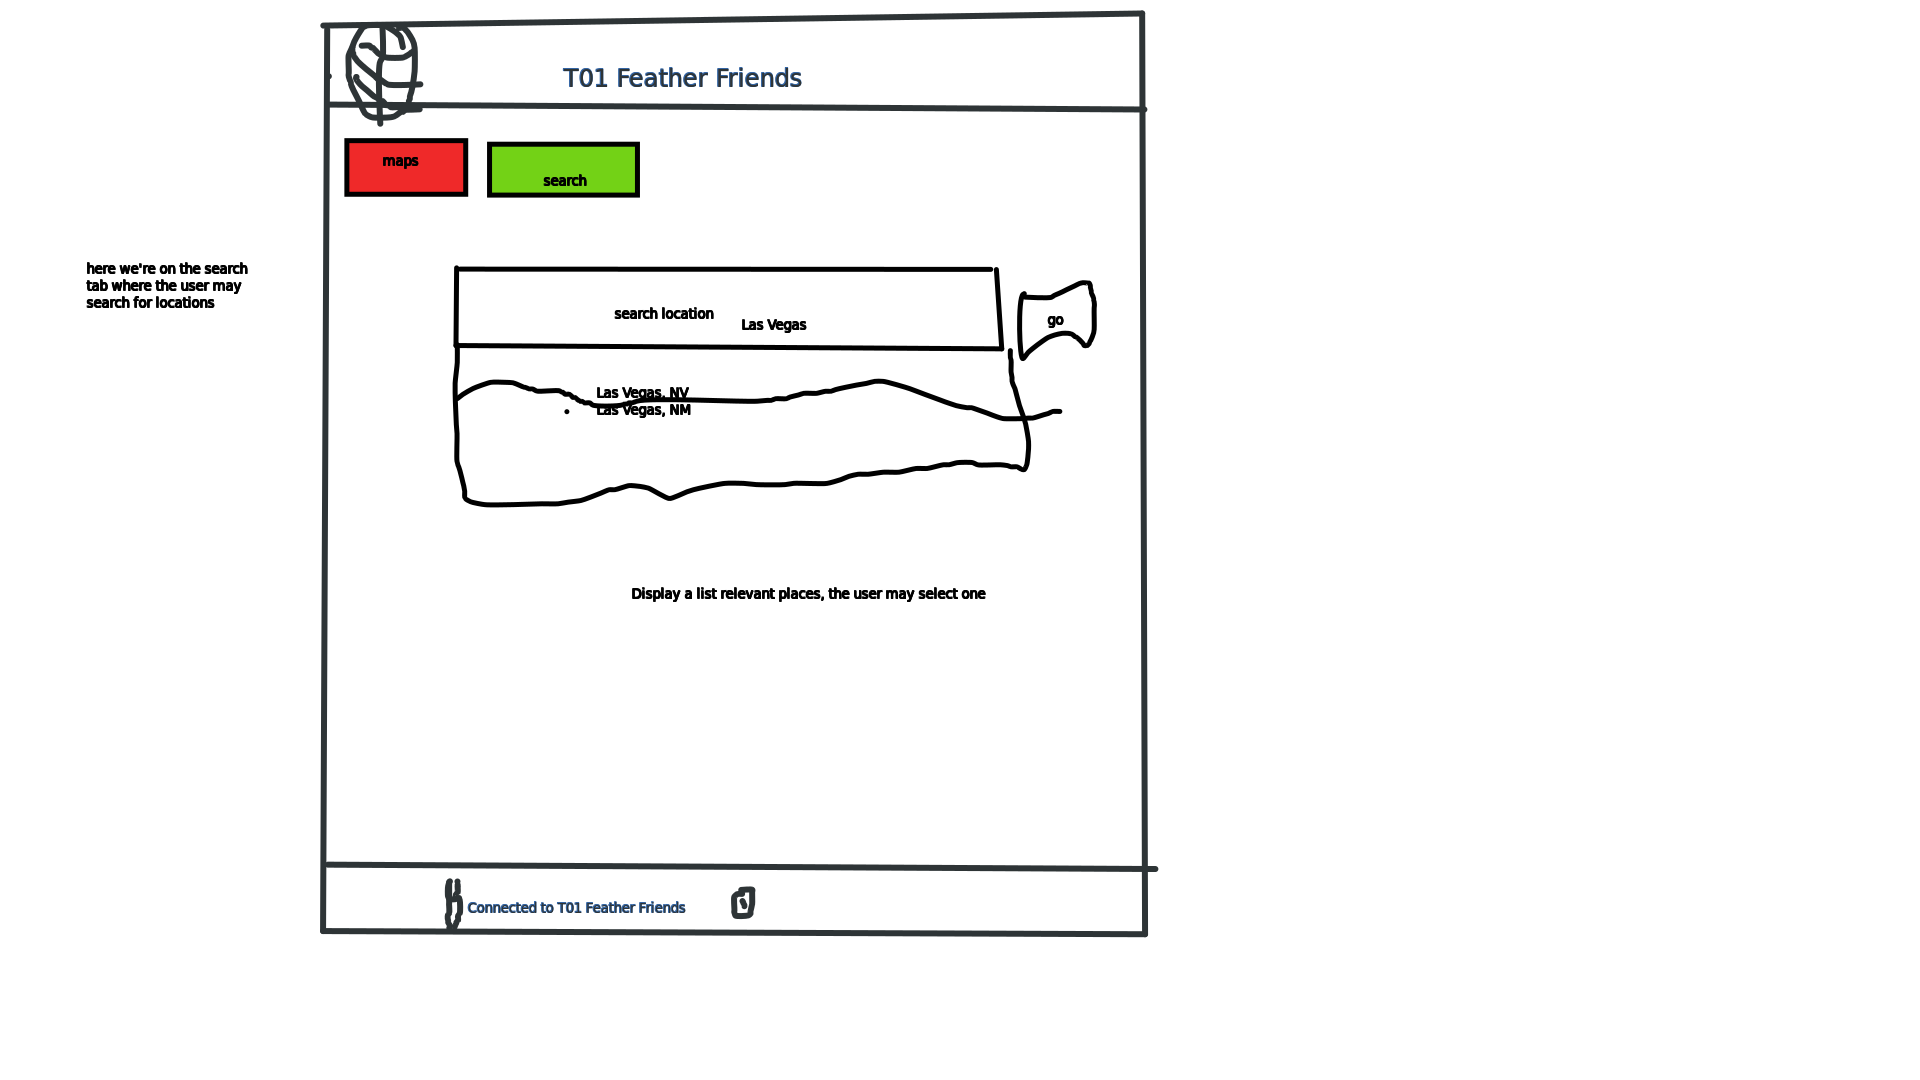 T01 Feather Friends
maps
search
here we're on the search
tab where the user may
search for locations
search location
Las Vegas
go
Las Vegas, NV
Las Vegas, NM
Display a list relevant places, the user may select one
Connected to T01 Feather Friends